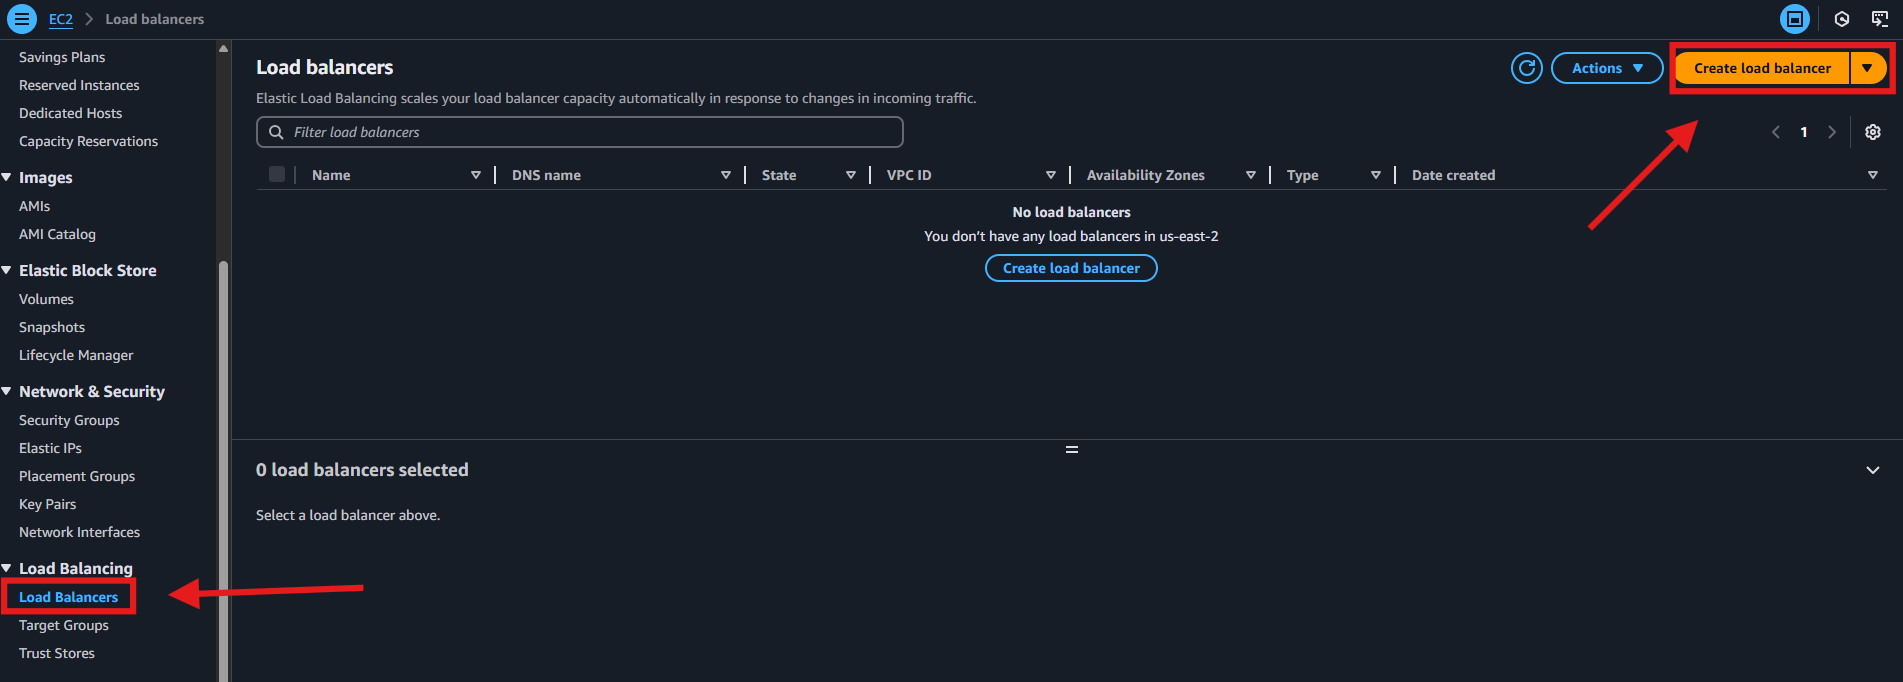 EC2 Load balancers
Savings Plans
Reserved Instances
Dedicated Hosts
Capacity Reservations
Images
AMIs
AMI Catalog
Elastic Block Store
Volumes
Snapshots
Lifecycle Manager
Network & Security
Security Groups
Elastic IPs
Placement Groups
Key Pairs
Network Interfaces
Load Balancing
Load Balancers
Target Groups
Trust Stores
Load balancers
Actions
Create load balancer
Elastic Load Balancing scales your load balancer capacity automatically in response to changes in incoming traffic.
Filter load balancers
1
Name DNS name State VPC ID Availability Zones Type Date created
No load balancers
You don’t have any load balancers in us-east-2
Create load balancer
0 load balancers selected
Select a load balancer above.